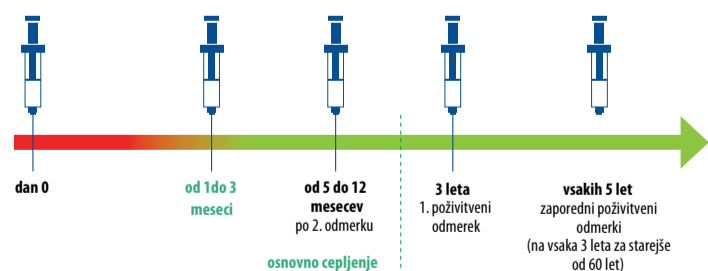 dan 0
od 1do 3
meseci
od 5 do 12
mesecev
po 2. odmerku
osnovno cepljenje
3 leta
1. poživitveni
odmerek
vsakih 5 let
zaporedni poživitveni
odmerki
(na vsaka 3 leta za starejše
od 60 let)